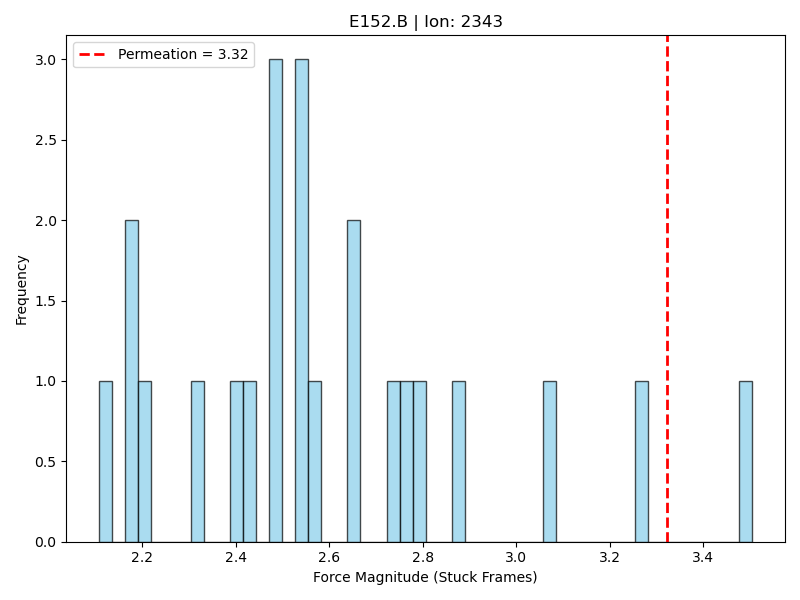 E152.B | Ion: 2343
Permeation = 3.32
3.0
2.5
2.0
1.5
1.0
0.5
0.0
Frequency
2.2 2.4 2.6 2.8 3.0 3.2 3.4
Force Magnitude (Stuck Frames)